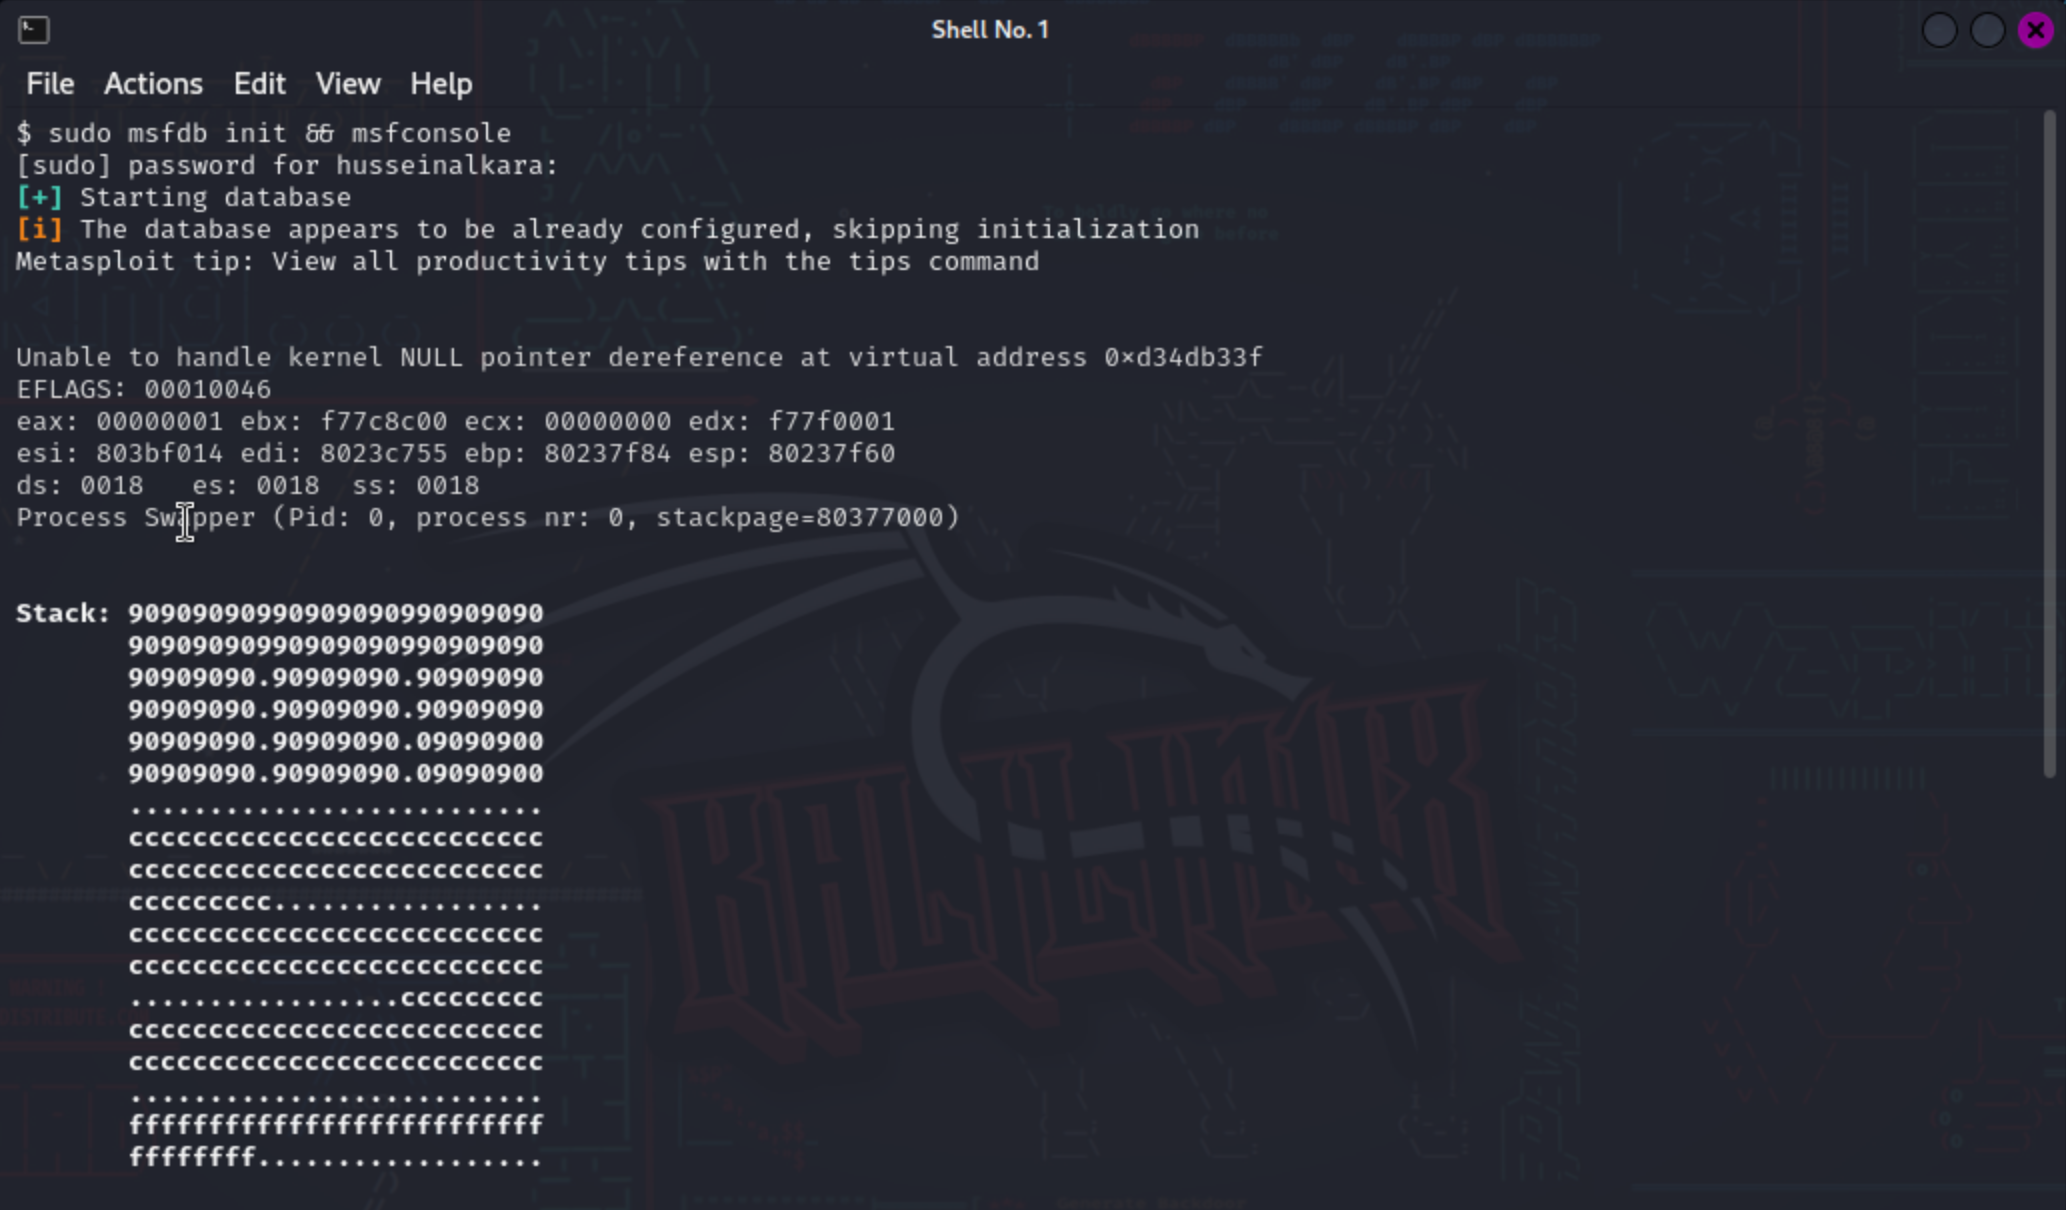 Shell No. 1
File Actions Edit View Help
$ sudo msfdb init && msfconsole
[sudo] password for husseinalkara:
[+] Starting database
[i] The database appears to be already configured, skipping initialization
Metasploit tip: View all productivity tips with the tips command
Unable to handle kernel NULL pointer dereference at virtual address 0xd34db33f
EFLAGS: 00010046
eax: 00000001 ebx: f77c8c00 ecx: 00000000 edx: f77f0001
esi: 803bf014 edi: 8023c755 ebp: 80237f84 esp: 80237f60
ds: 0018   es: 0018  ss: 0018
Process Swapper (Pid: 0, process nr: 0, stackpage=80377000)
Stack: 90909090990909090990909090
90909090990909090990909090
90909090.90909090.90909090
90909090.90909090.90909090
90909090.90909090.09090900
90909090.90909090.09090900
..........................
cccccccccccccccccccccccccc
cccccccccccccccccccccccccc
ccccccccc.................
cccccccccccccccccccccccccc
cccccccccccccccccccccccccc
.................ccccccccc
cccccccccccccccccccccccccc
cccccccccccccccccccccccccc
..........................
ffffffffffffffffffffffffff
ffffffff..................
KALI LINUX